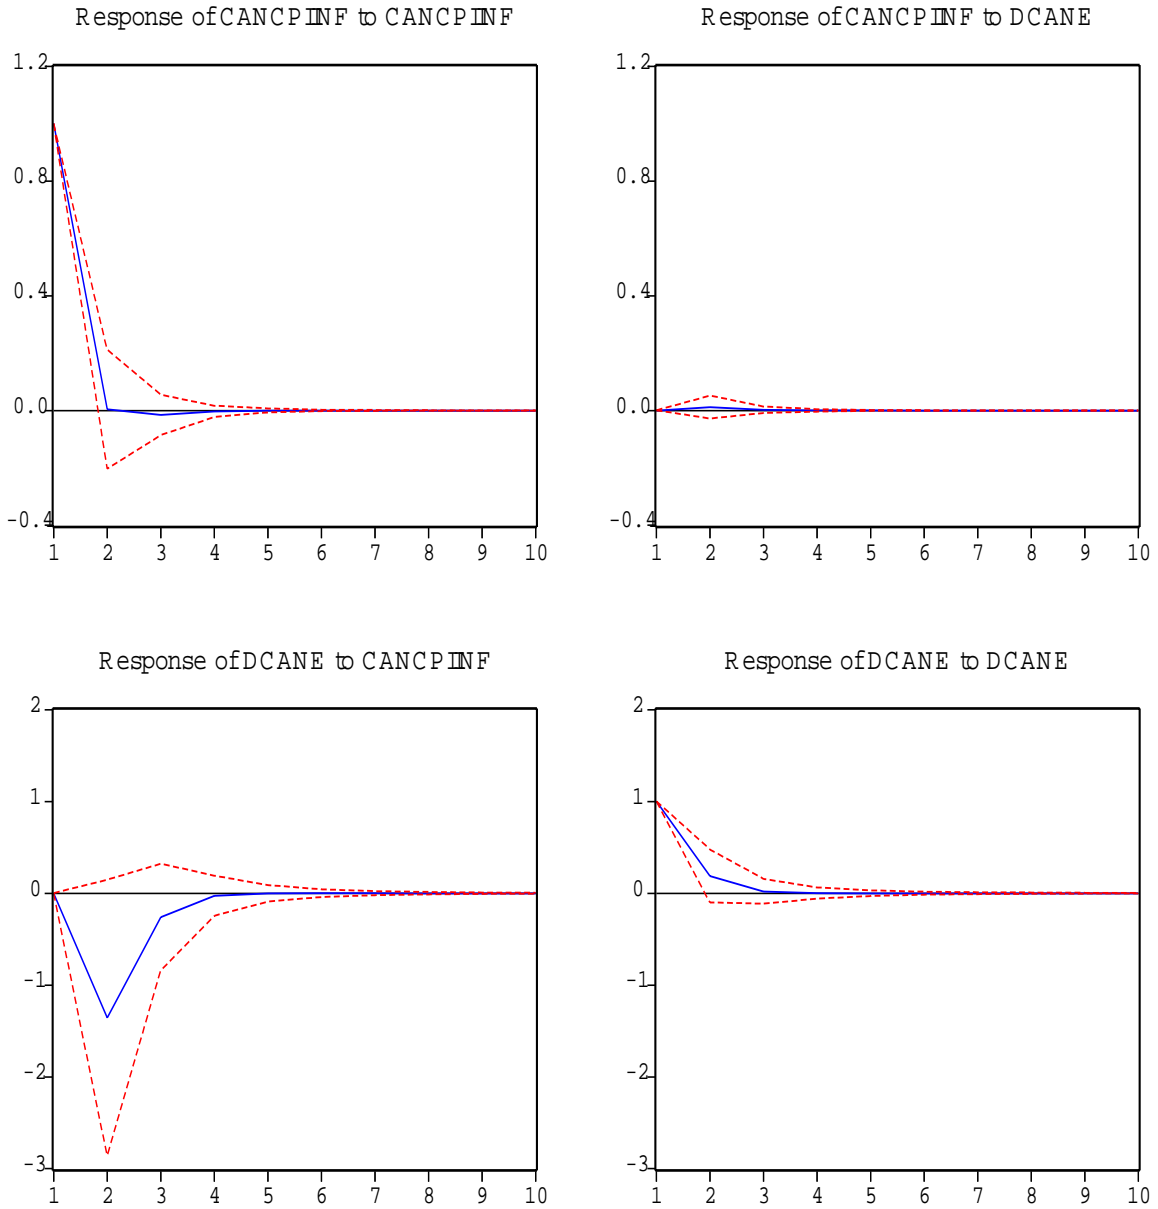 Response of CANCPIINF to CANCPIINF
1.2
0.8
0.4
0.0
-0.4
1 2 3 4 5 6 7 8 9 10
Response of CANCPIINF to DCANE
1.2
0.8
0.4
0.0
-0.4
1 2 3 4 5 6 7 8 9 10
Response of DCANE to CANCPIINF
2
1
0
-1
-2
-3
1 2 3 4 5 6 7 8 9 10
Response of DCANE to DCANE
2
1
0
-1
-2
-3
1 2 3 4 5 6 7 8 9 10